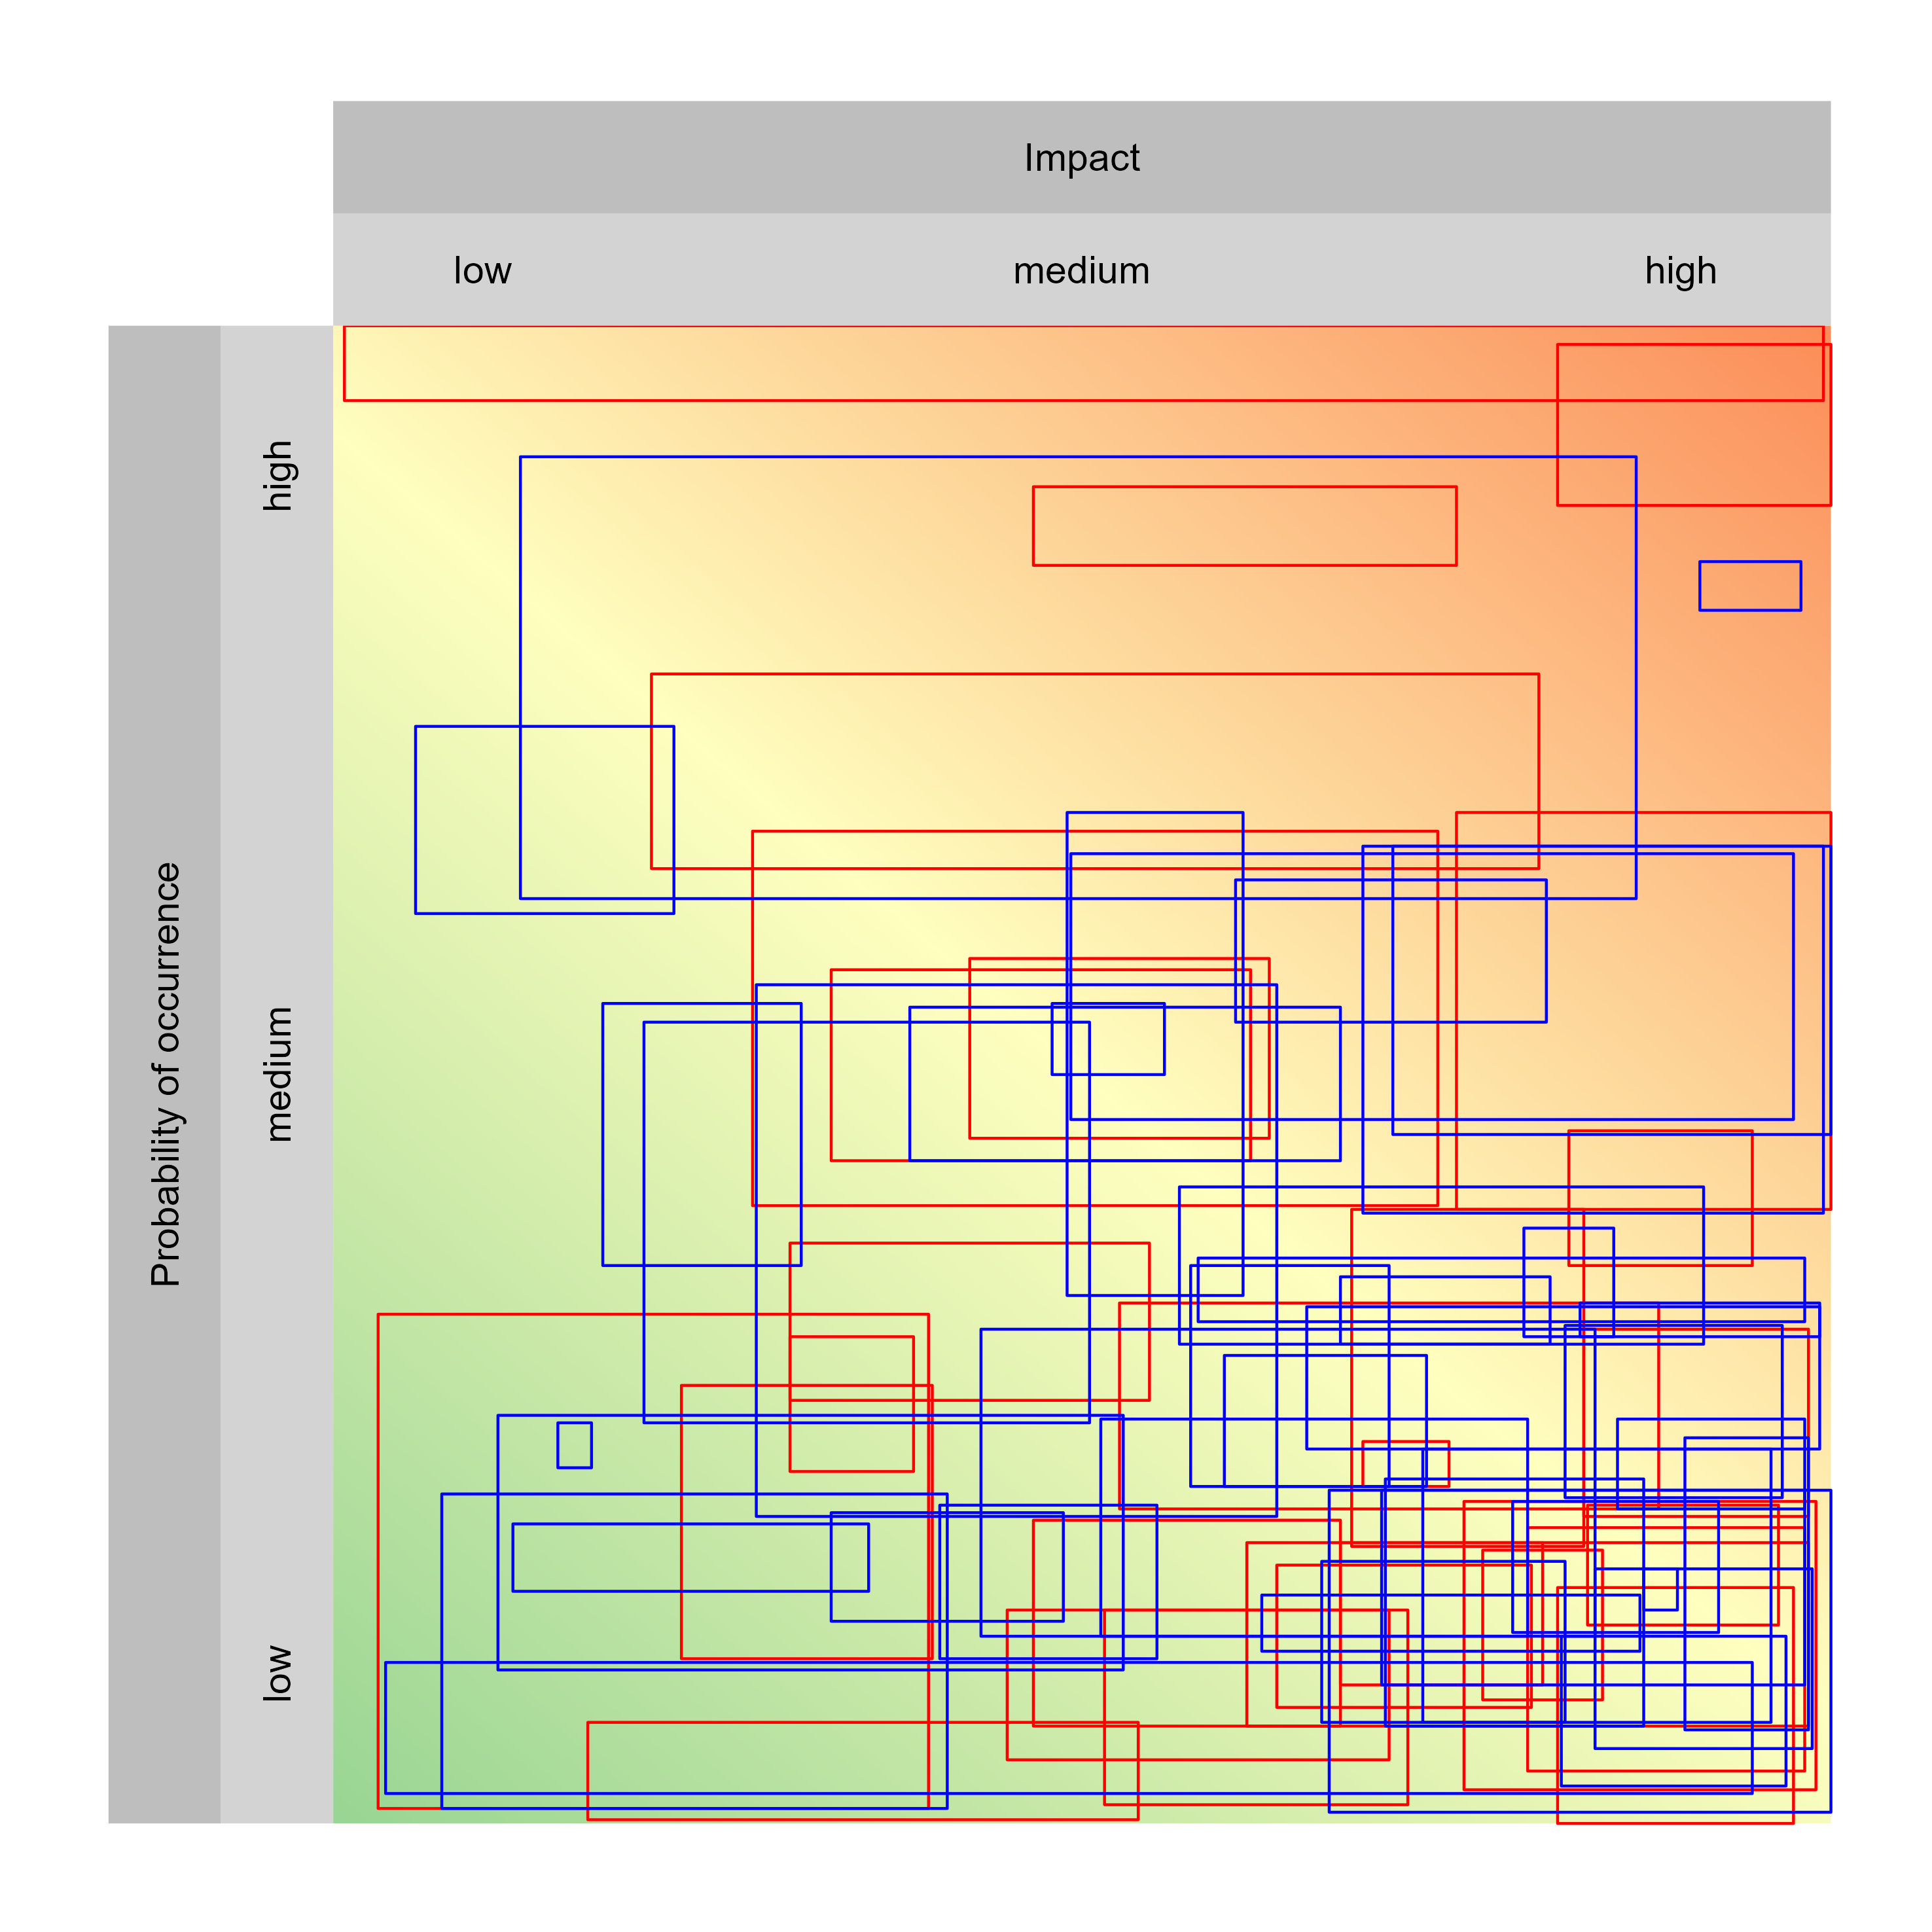 Impact
low medium high
Probability of occurrence
high
medium
low